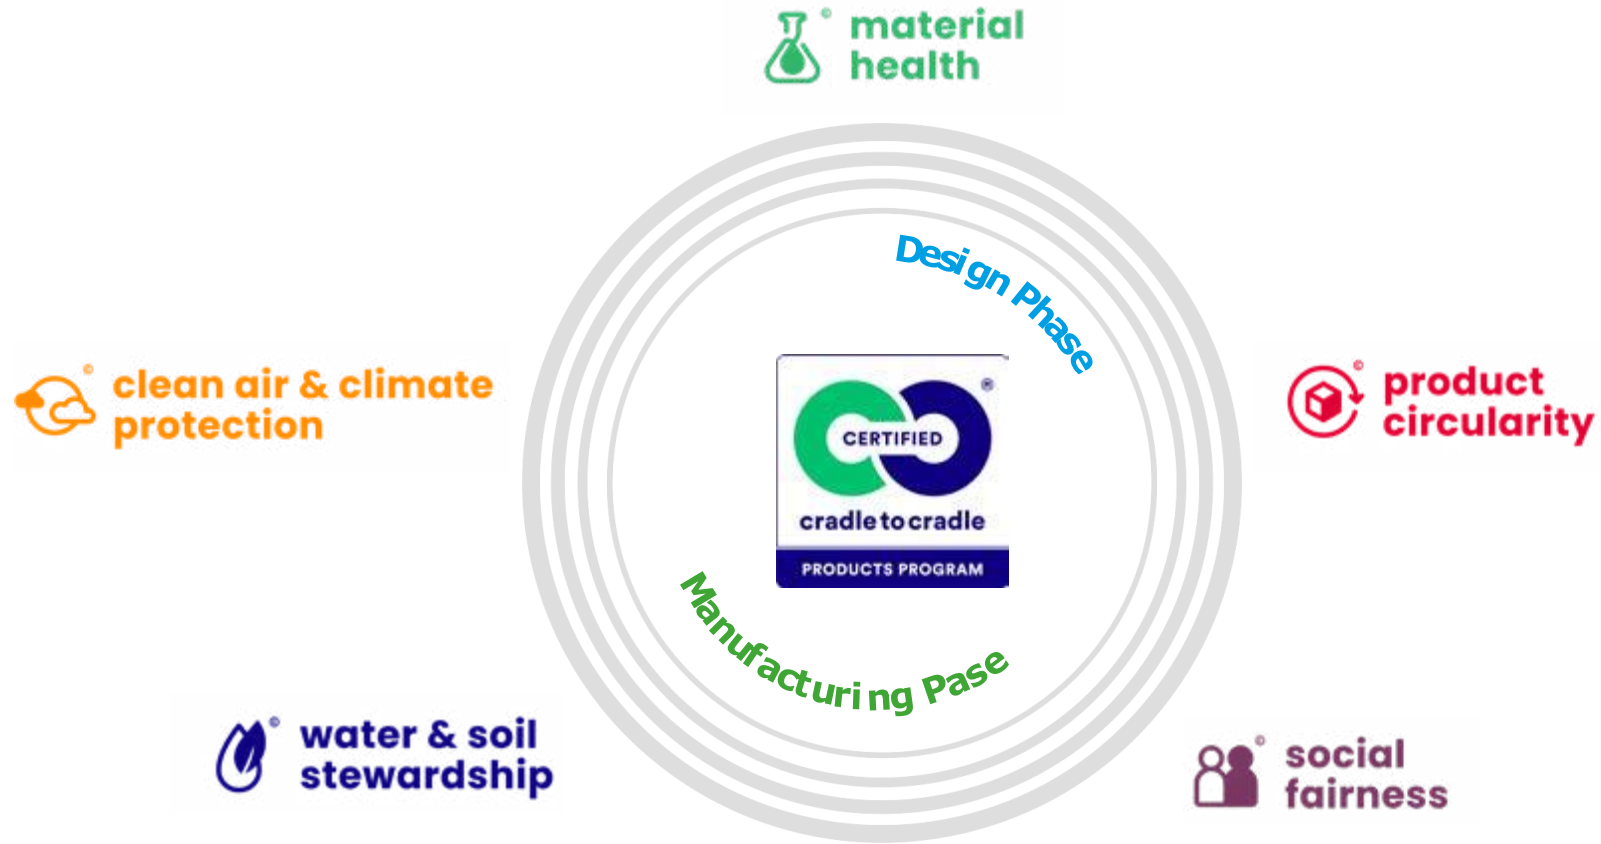 © material
health
Design Phase
© clean air & climate
protection
© product
circularity
®
CERTIFIED
cradle to cradle
PRODUCTS PROGRAM
Manufacturing Pase
© water & soil
stewardship
© social
fairness